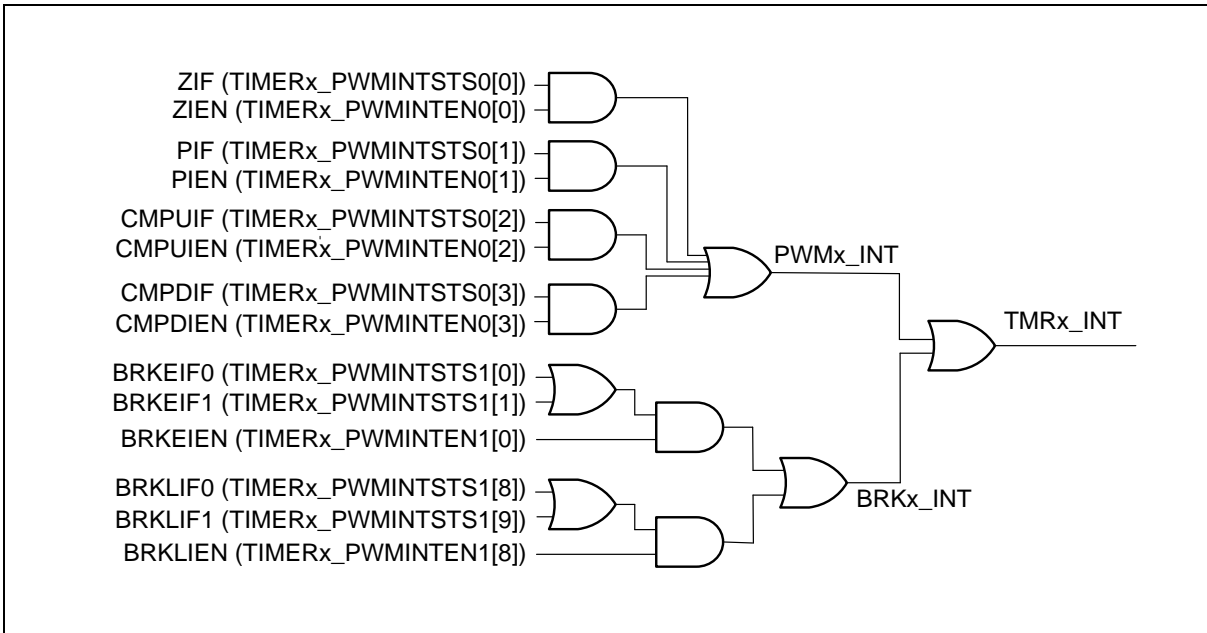 ZIF (TIMERx_PWMINTSTS0[0])
ZIEN (TIMERx_PWMINTEN0[0])
PIF (TIMERx_PWMINTSTS0[1])
PIEN (TIMERx_PWMINTEN0[1])
CMPUIF (TIMERx_PWMINTSTS0[2])
CMPUIEN (TIMERx_PWMINTEN0[2])
PWMx_INT
CMPDIF (TIMERx_PWMINTSTS0[3])
CMPDIEN (TIMERx_PWMINTEN0[3])
TMRx_INT
BRKEIF0 (TIMERx_PWMINTSTS1[0])
BRKEIF1 (TIMERx_PWMINTSTS1[1])
BRKEIEN (TIMERx_PWMINTEN1[0])
BRKLIF0 (TIMERx_PWMINTSTS1[8])
BRKx_INT
BRKLIF1 (TIMERx_PWMINTSTS1[9])
BRKLIEN (TIMERx_PWMINTEN1[8])